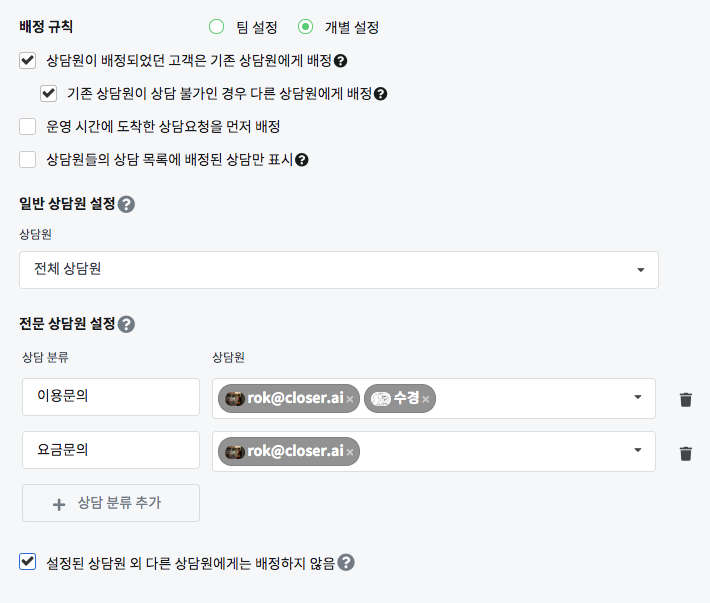 배정 규칙 팀 설정 개별 설정
상담원이 배정되었던 고객은 기존 상담원에게 배정 ?
기존 상담원이 상담 불가인 경우 다른 상담원에게 배정 ?
운영 시간에 도착한 상담요청을 먼저 배정
상담원들의 상담 목록에 배정된 상담만 표시 ?
일반 상담원 설정 ?
상담원
전체 상담원
전문 상담원 설정 ?
상담 분류 상담원
이용문의 rok@closer.ai × 수경 ×
요금문의 rok@closer.ai ×
+ 상담 분류 추가
설정된 상담원 외 다른 상담원에게는 배정하지 않음 ?